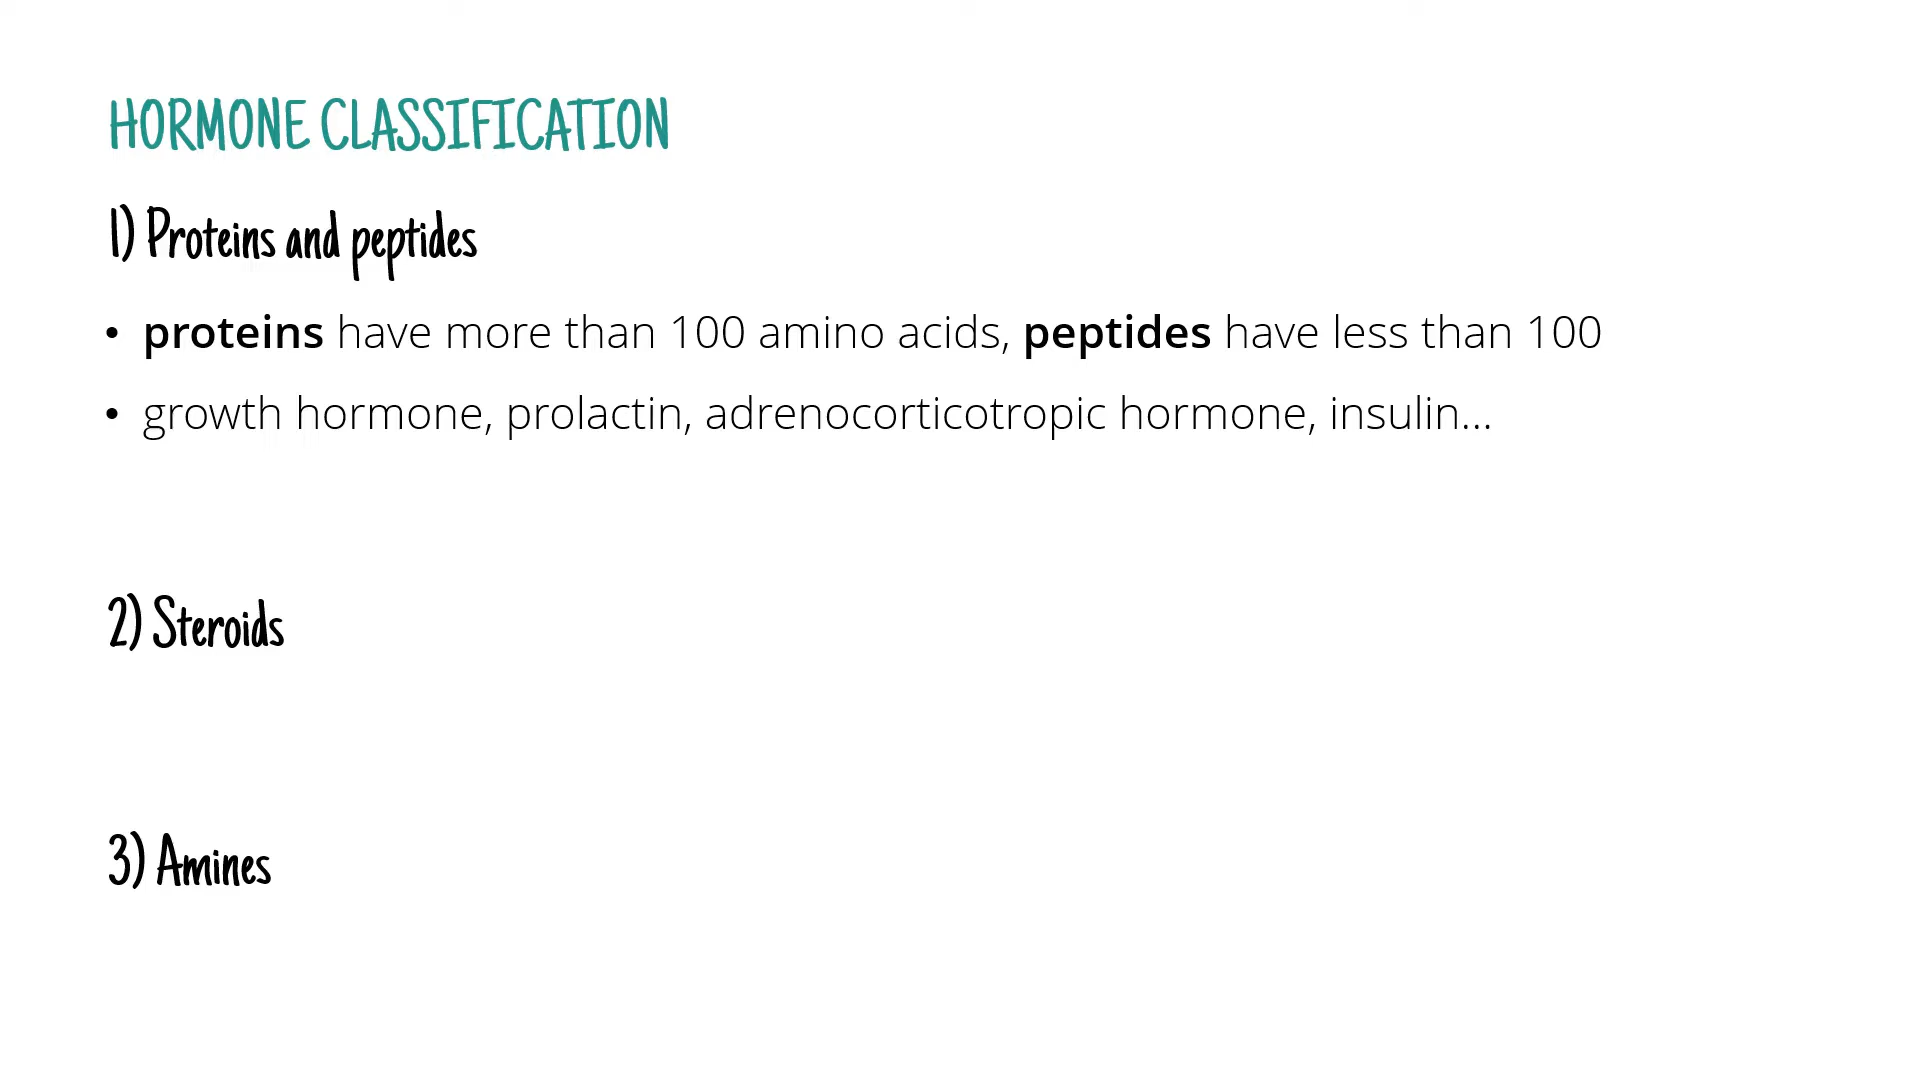 HORMONE CLASSIFICATION
1) Proteins and peptides
• proteins have more than 100 amino acids, peptides have less than 100
• growth hormone, prolactin, adrenocorticotropic hormone, insulin...
2) Steroids
3) Amines